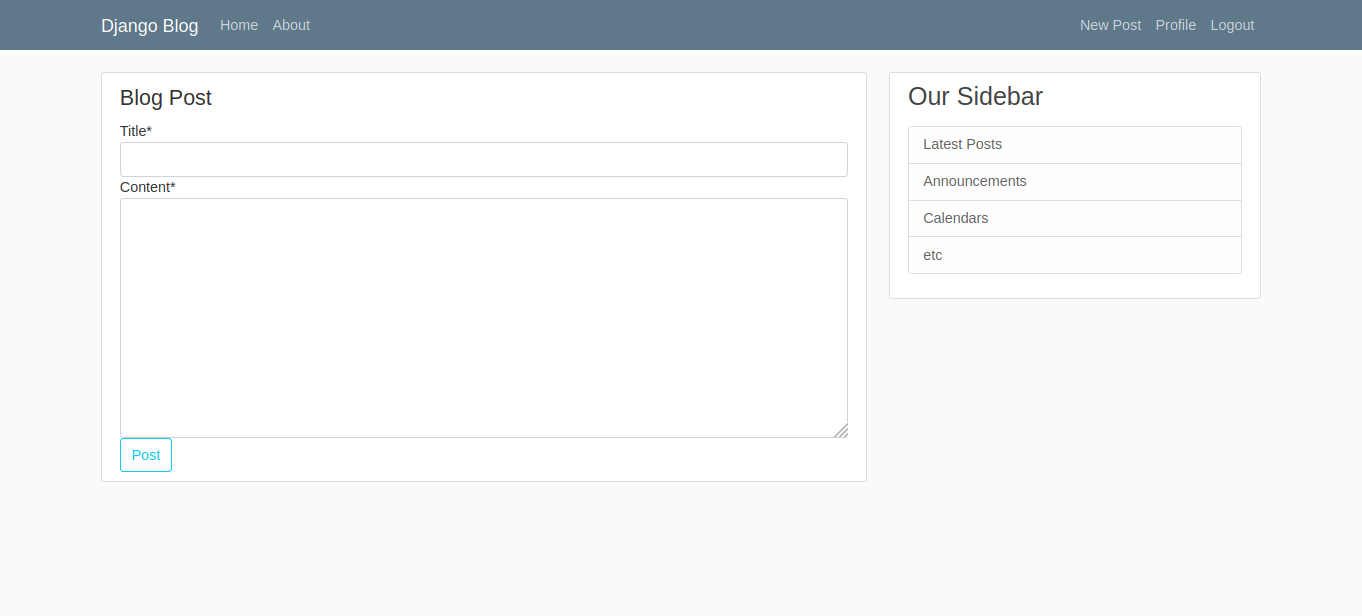 Django Blog Home About New Post Profile Logout
Blog Post
Title*
Content*
Post
Our Sidebar
Latest Posts
Announcements
Calendars
etc